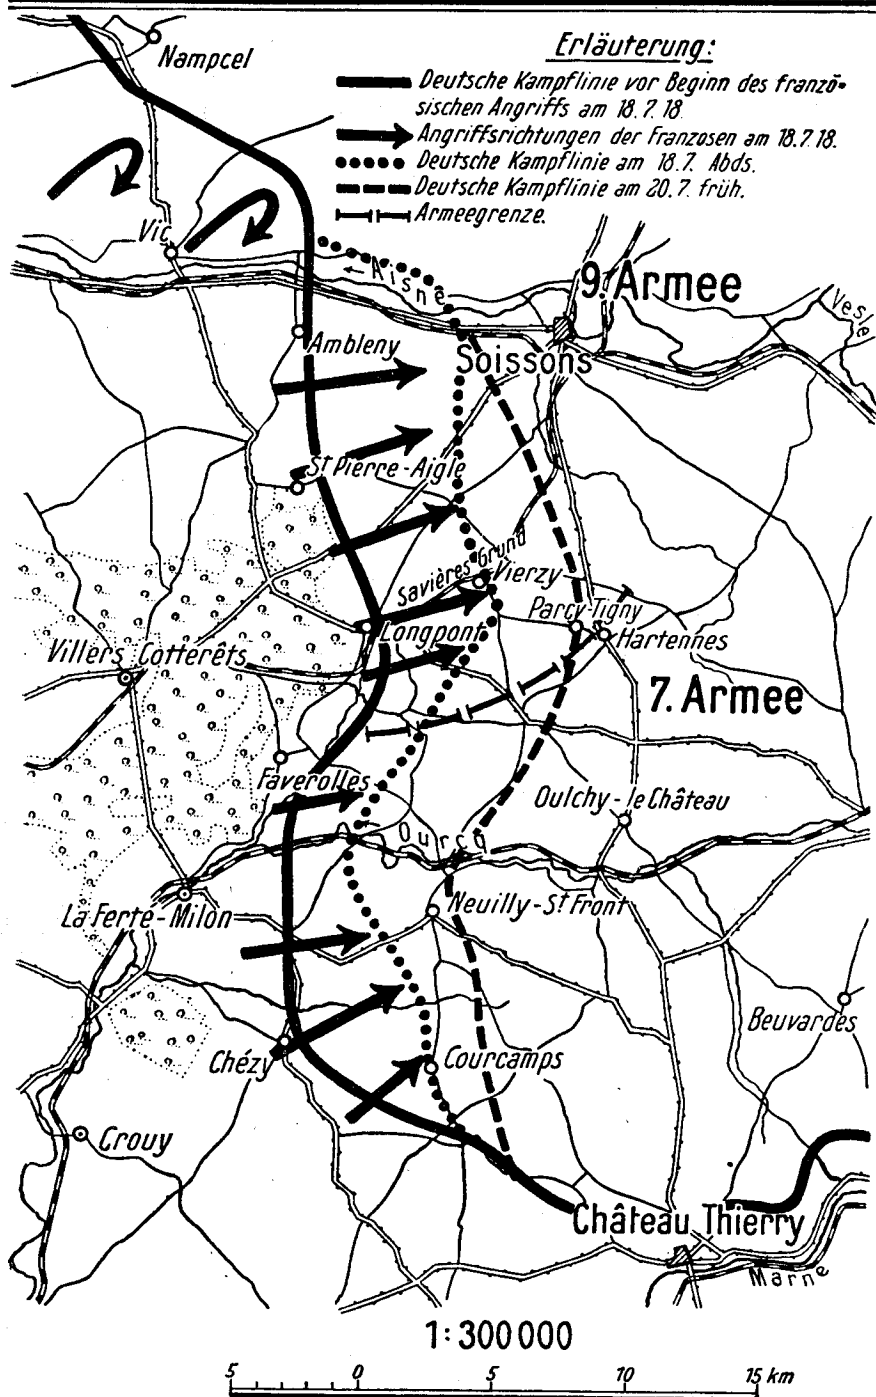 Nampcel
Erläuterung:
Deutsche Kampflinie vor Beginn des franzö-
sischen Angriffs am 18.7.18
Angriffsrichtungen der Franzosen am 18.7.18.
Deutsche Kampflinie am 18.7. Abds.
Deutsche Kampflinie am 20.7. früh.
Armeegrenze.
Vic
Aisne
9. Armee
Vesle
Ambleny
Soissons
St Pierre-Aigle
Savières Grund
Vierzy
Parcy-Tigny
Longpont
Hartennes
Villers Cotterêts
7. Armee
Faverolles
Oulchy-le Château
Ourcq
La Ferté-Milon
Neuilly-St Front
Beuvardes
Chézy
Courcamps
Crouy
Château Thierry
Marne
1:300000
5 0 5 10 15 km